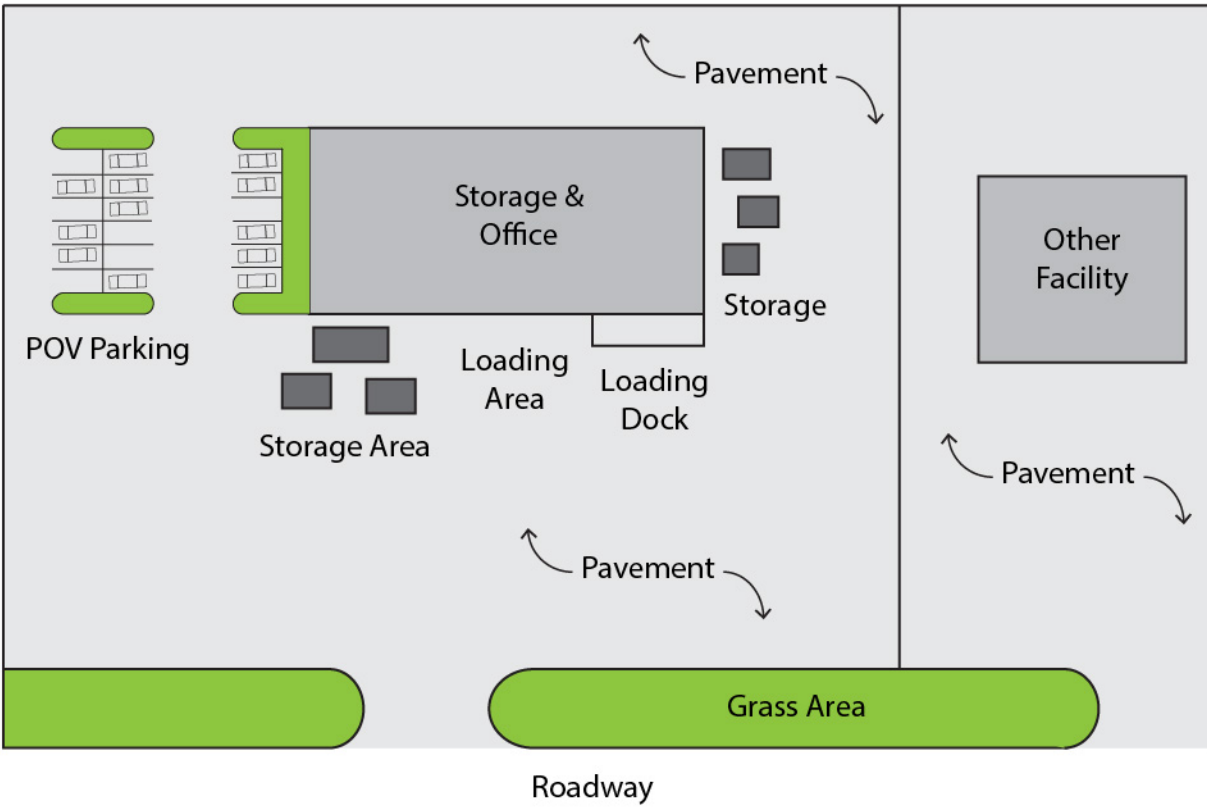 Pavement
Storage &
Office
Other
Facility
Storage
POV Parking
Loading
Area
Loading
Dock
Storage Area
Pavement
Pavement
Grass Area
Roadway